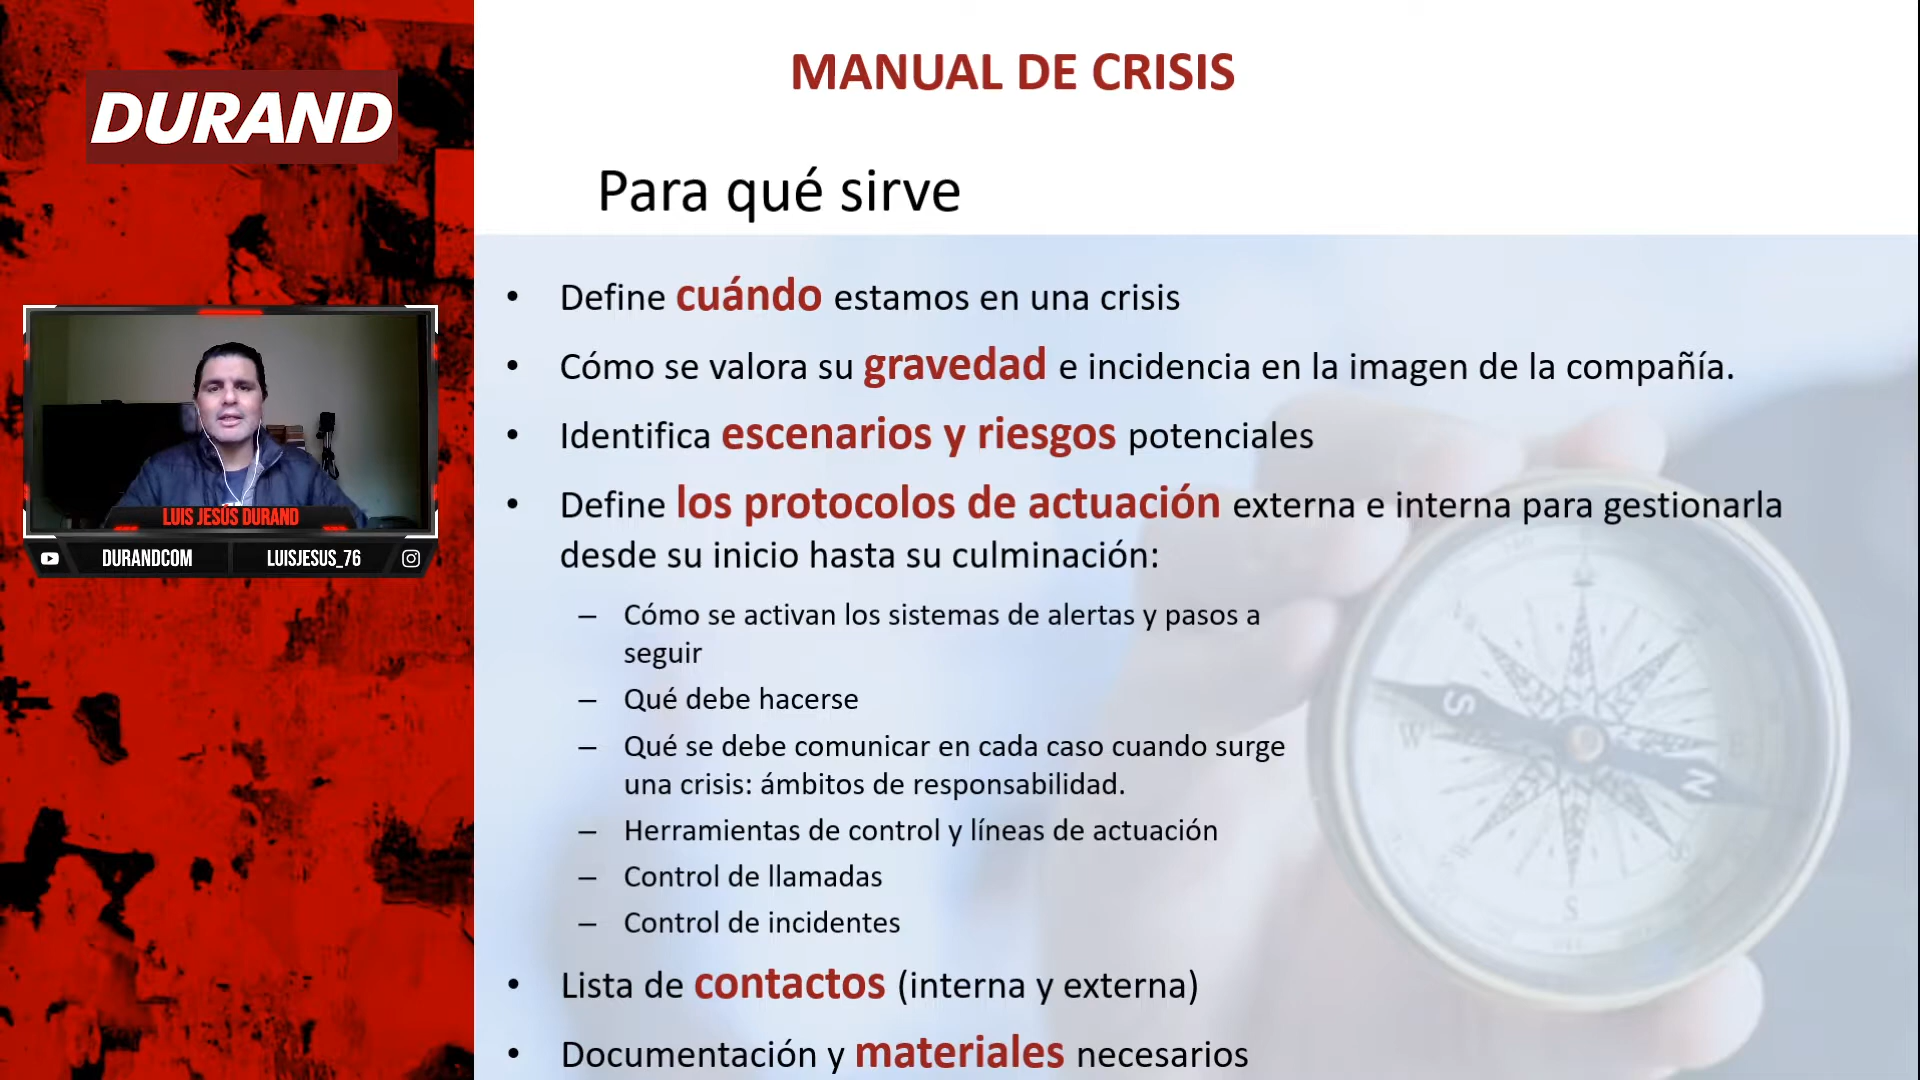 DURAND
LUIS JESÚS DURAND
DURANDCOM
LUISJESUS_76
MANUAL DE CRISIS
Para qué sirve
• Define cuándo estamos en una crisis
• Cómo se valora su gravedad e incidencia en la imagen de la compañía.
• Identifica escenarios y riesgos potenciales
• Define los protocolos de actuación externa e interna para gestionarla
desde su inicio hasta su culminación:
– Cómo se activan los sistemas de alertas y pasos a
seguir
– Qué debe hacerse
– Qué se debe comunicar en cada caso cuando surge
una crisis: ámbitos de responsabilidad.
– Herramientas de control y líneas de actuación
– Control de llamadas
– Control de incidentes
• Lista de contactos (interna y externa)
• Documentación y materiales necesarios
S
W
N
S